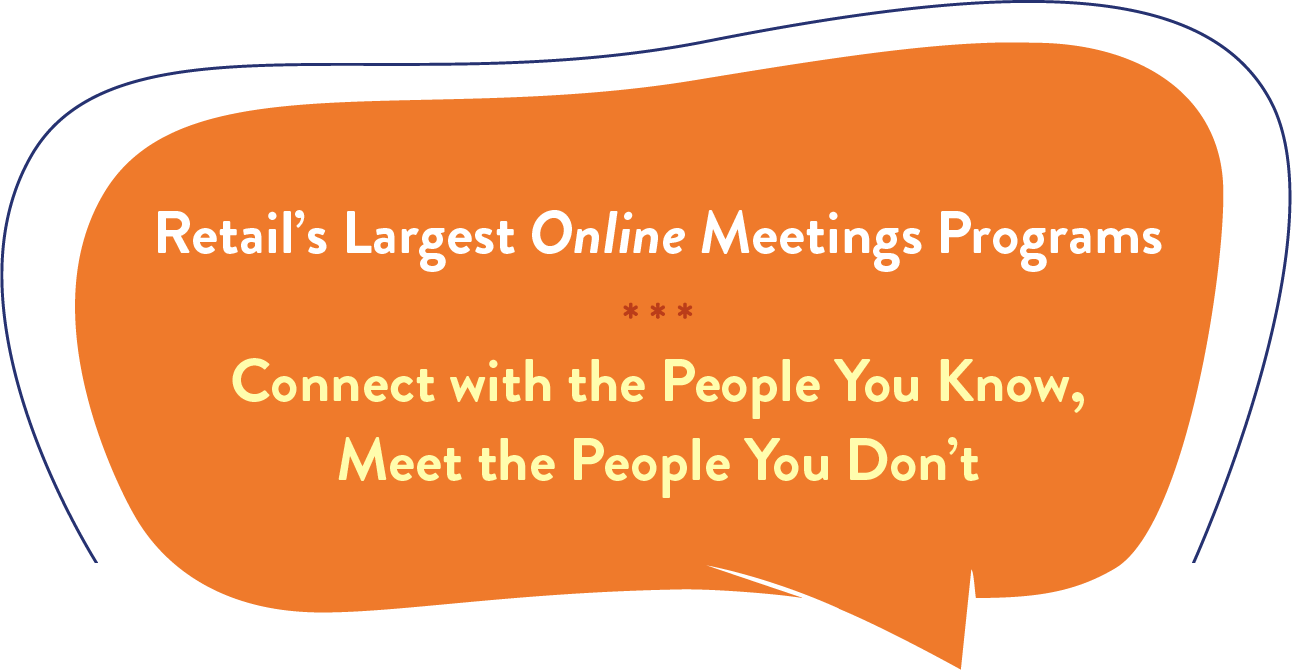 Retail’s Largest Online Meetings Programs
* * *
Connect with the People You Know,
Meet the People You Don’t